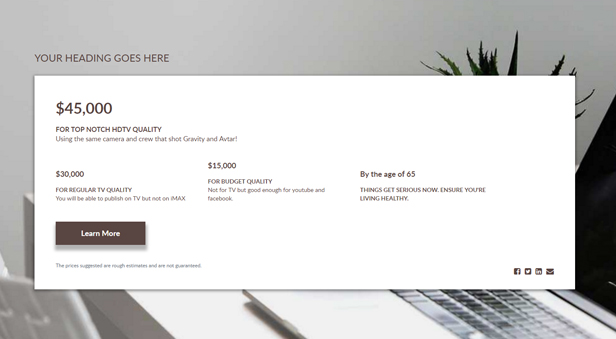 YOUR HEADING GOES HERE
$45,000
FOR TOP NOTCH HDTV QUALITY
Using the same camera and crew that shot Gravity and Avtar!
$30,000
FOR REGULAR TV QUALITY
You will be able to publish on TV but not on iMAX
$15,000
FOR BUDGET QUALITY
Not for TV but good enough for youtube and
facebook.
By the age of 65
THINGS GET SERIOUS NOW. ENSURE YOU'RE
LIVING HEALTHY.
Learn More
The prices suggested are rough estimates and are not guaranteed.